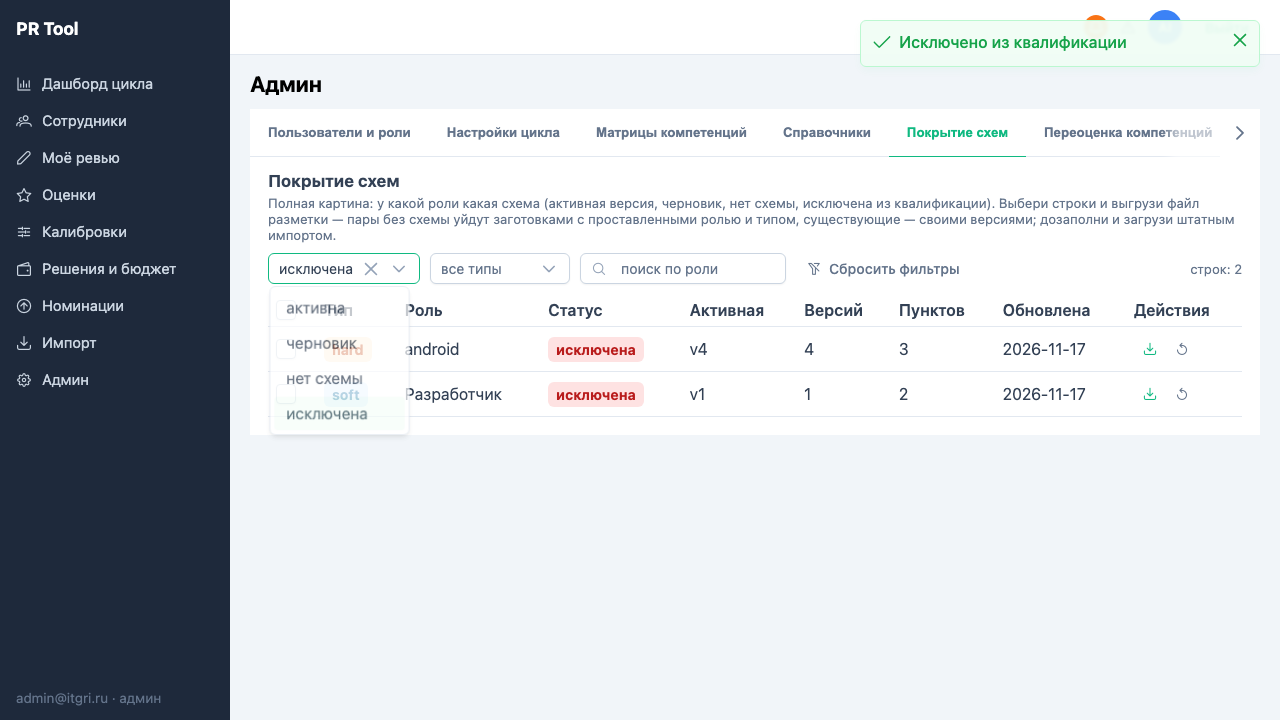 PR Tool
Дашборд цикла
Сотрудники
Моё ревью
Оценки
Калибровки
Решения и бюджет
Номинации
Импорт
Админ
admin@itgri.ru · админ
Исключено из квалификации
Админ
Пользователи и роли
Настройки цикла
Матрицы компетенций
Справочники
Покрытие схем
Переоценка компетенций
Покрытие схем
Полная картина: у какой роли какая схема (активная версия, черновик, нет схемы, исключена из квалификации). Выбери строки и выгрузи файл
разметки — пары без схемы уйдут заготовками с проставленными ролью и типом, существующие — своими версиями; дозаполни и загрузи штатным
импортом.
исключена
все типы
поиск по роли
Сбросить фильтры
строк: 2
активна
черновик
нет схемы
исключена
Тип Роль Статус Активная Версий Пунктов Обновлена Действия
hard android исключена v4 4 3 2026-11-17
soft Разработчик исключена v1 1 2 2026-11-17